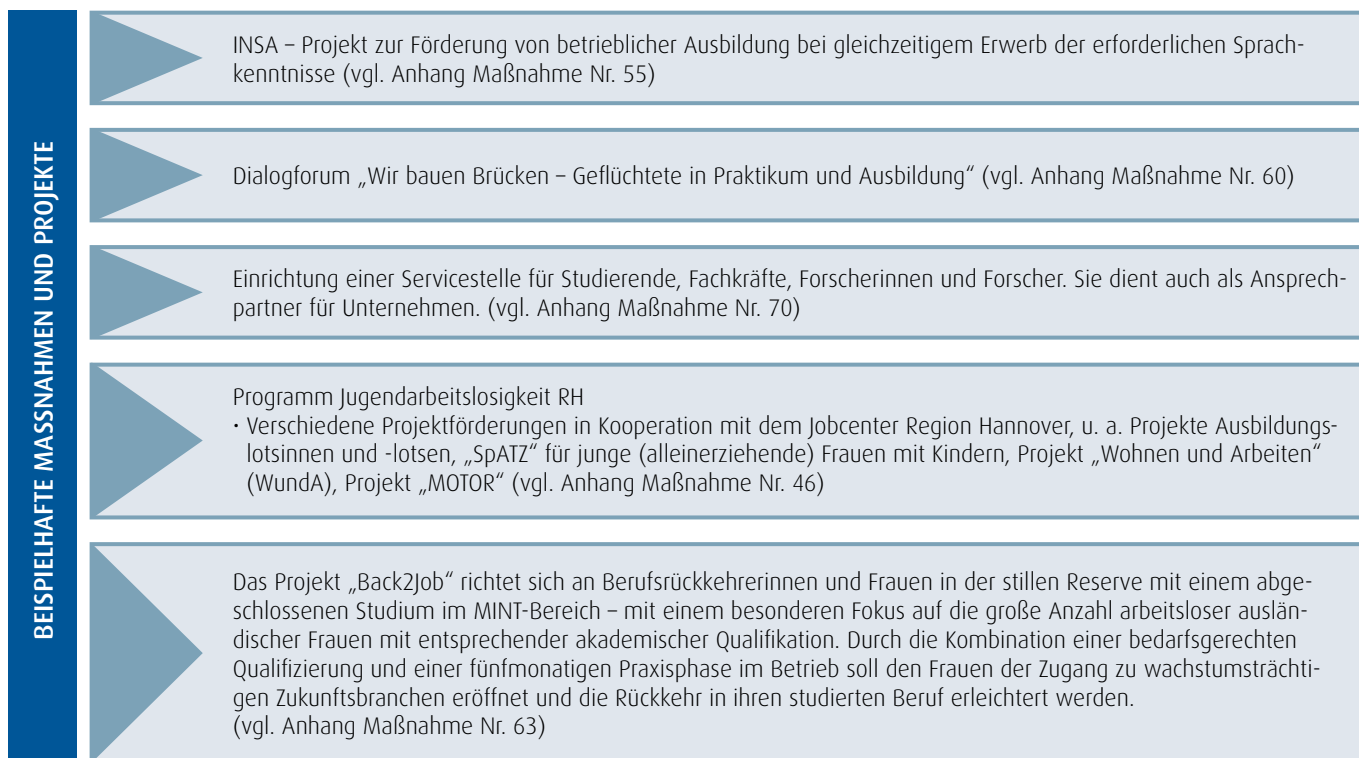 BEISPIELHAFTE MASSNAHMEN UND PROJEKTE
INSA – Projekt zur Förderung von betrieblicher Ausbildung bei gleichzeitigem Erwerb der erforderlichen Sprach-
kenntnisse (vgl. Anhang Maßnahme Nr. 55)
Dialogforum „Wir bauen Brücken – Geflüchtete in Praktikum und Ausbildung“ (vgl. Anhang Maßnahme Nr. 60)
Einrichtung einer Servicestelle für Studierende, Fachkräfte, Forscherinnen und Forscher. Sie dient auch als Ansprech-
partner für Unternehmen. (vgl. Anhang Maßnahme Nr. 70)
Programm Jugendarbeitslosigkeit RH
· Verschiedene Projektförderungen in Kooperation mit dem Jobcenter Region Hannover, u. a. Projekte Ausbildungs-
lotsinnen und -lotsen, „SpATZ“ für junge (alleinerziehende) Frauen mit Kindern, Projekt „Wohnen und Arbeiten“
(WundA), Projekt „MOTOR“ (vgl. Anhang Maßnahme Nr. 46)
Das Projekt „Back2Job“ richtet sich an Berufsrückkehrerinnen und Frauen in der stillen Reserve mit einem abge-
schlossenen Studium im MINT-Bereich – mit einem besonderen Fokus auf die große Anzahl arbeitsloser auslän-
discher Frauen mit entsprechender akademischer Qualifikation. Durch die Kombination einer bedarfsgerechten
Qualifizierung und einer fünfmonatigen Praxisphase im Betrieb soll den Frauen der Zugang zu wachstumsträchti-
gen Zukunftsbranchen eröffnet und die Rückkehr in ihren studierten Beruf erleichtert werden.
(vgl. Anhang Maßnahme Nr. 63)